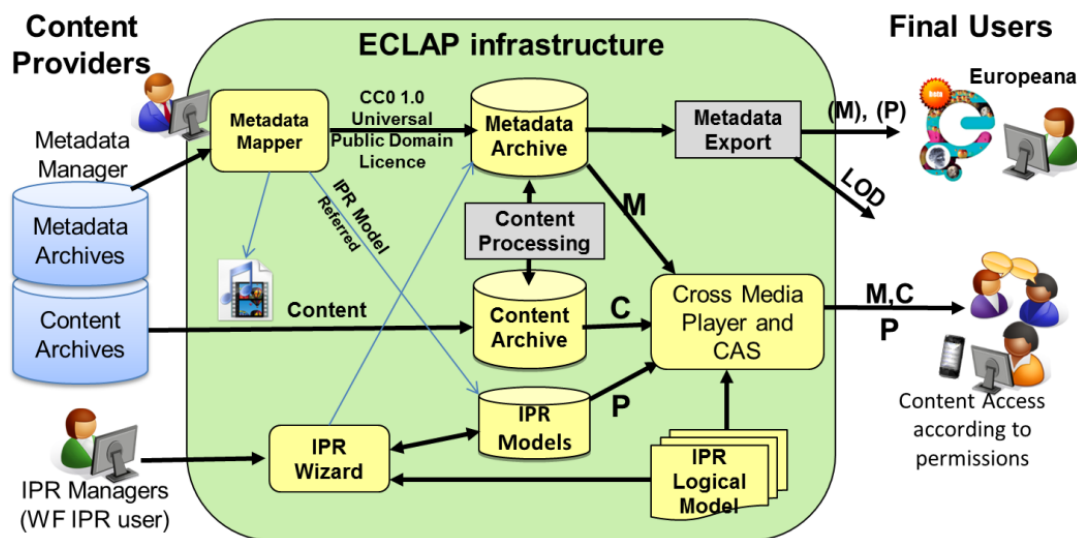 Content
Providers
ECLAP infrastructure
Final Users
Europeana
Metadata
Manager
Metadata
Mapper
CC0 1.0
Universal
Public Domain
Licence
Metadata
Archive
Metadata
Export
(M), (P)
LOD
Beta
e
IPR Model
Referred
M
Metadata
Archives
Content
Processing
Content
Archives
Content
Content
Archive
C
Cross Media
Player and
CAS
M,C
P
P
IPR
Models
IPR
Wizard
IPR
Logical
Model
Content Access
according to
permissions
IPR Managers
(WF IPR user)